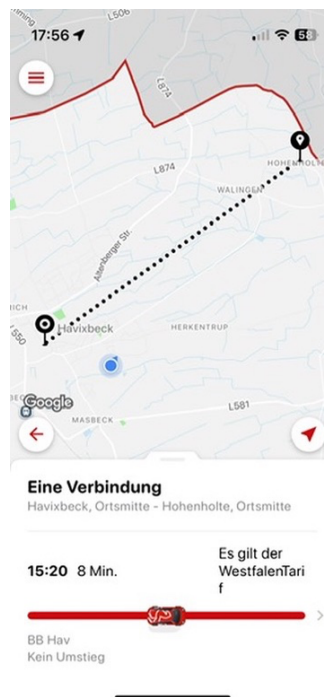 L506
17:56
58
L874
HOHENHOLTE
L874
WALINGEN
Altenberger Str.
RICH
Havixbeck
HERKENTRUP
L550
Google
L581
MASBECK
Eine Verbindung
Havixbeck, Ortsmitte - Hohenholte, Ortsmitte
15:20 8 Min.
Es gilt der
WestfalenTari
f
BB Hav
Kein Umstieg